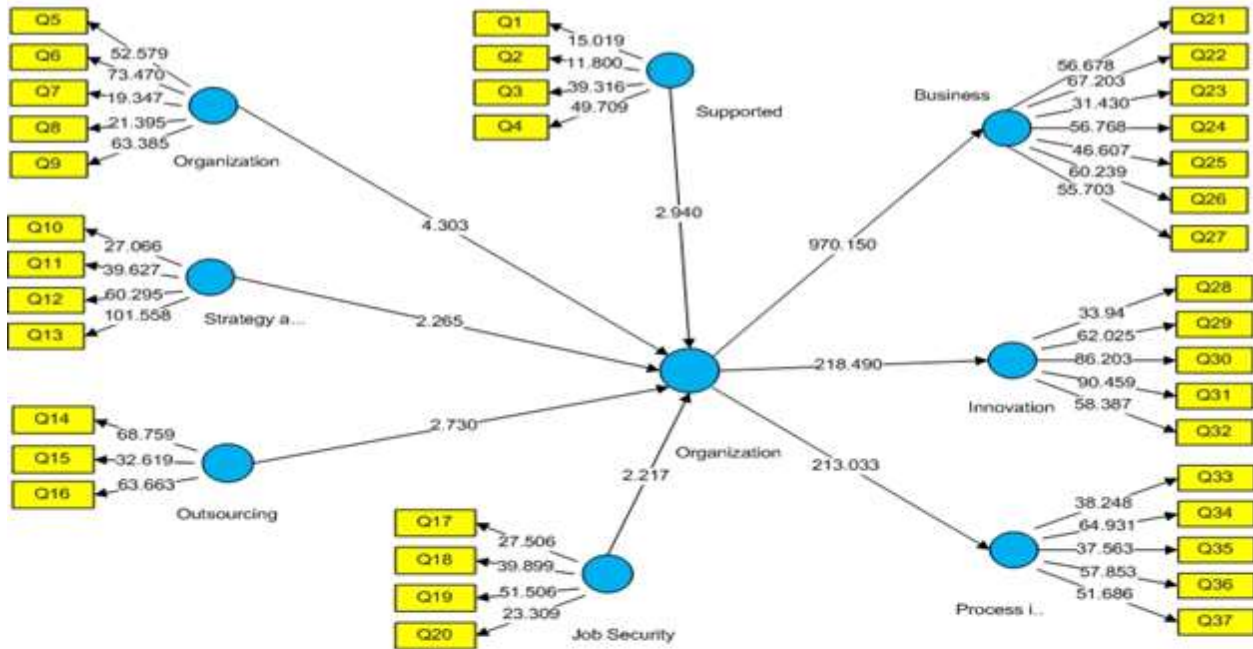 Q5
Q6
Q7
Q8
Q9
52.579
73.470
19.347
21.395
63.385
Organization
Q1
Q2
Q3
Q4
15.019
11.800
39.316
49.709
Supported
Q21
Q22
Q23
Q24
Q25
Q26
Q27
56.678
67.203
31.430
56.768
46.607
60.239
55.703
Business
4.303
2.940
970.150
Q10
Q11
Q12
Q13
27.066
39.627
60.295
101.558
Strategy a...
2.265
218.490
Q28
Q29
Q30
Q31
Q32
33.94
62.025
86.203
90.459
58.387
Innovation
Q14
Q15
Q16
68.759
32.619
63.663
Outsourcing
2.730
Organization
2.217
213.033
Q17
Q18
Q19
Q20
27.506
39.899
51.506
23.309
Job Security
Q33
Q34
Q35
Q36
Q37
38.248
64.931
37.563
57.853
51.686
Process i..